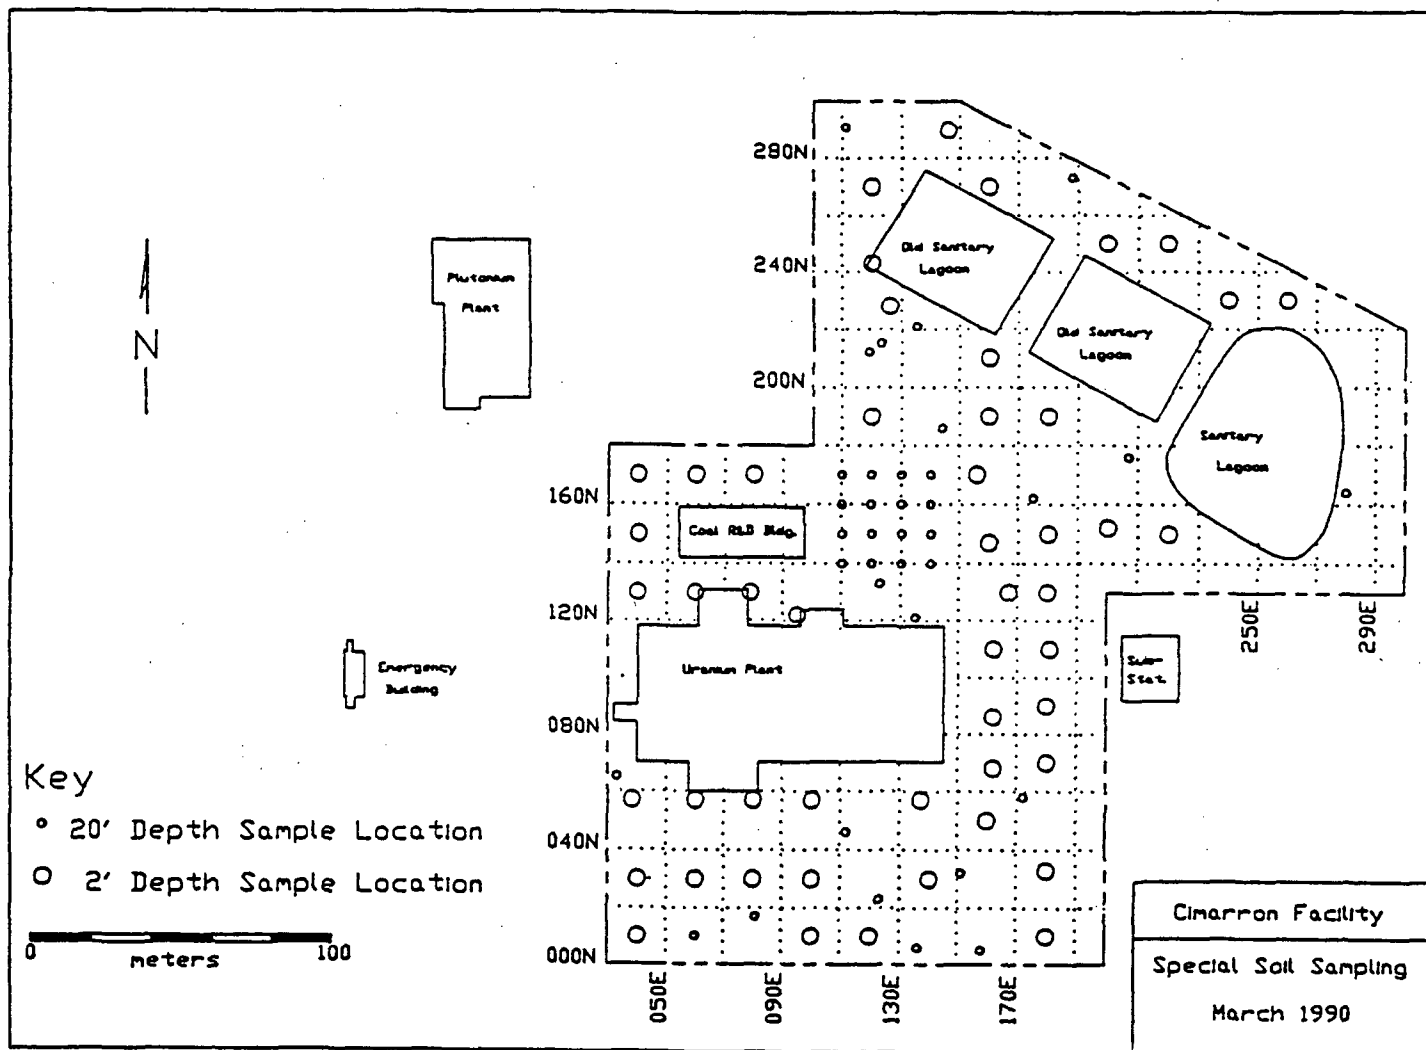 280N
Old Sanitary
Lagoon
240N
Plutonium
Plant
N
Old Sanitary
Lagoon
200N
Sanitary
Lagoon
160N
Coal R&D Bldg.
120N
250E
290E
Emergency
Building
Uranium Plant
Sub-
Stat.
080N
Key
20' Depth Sample Location
2' Depth Sample Location
040N
0 100
meters
000N
050E
090E
130E
170E
Cimarron Facility
Special Soil Sampling
March 1990